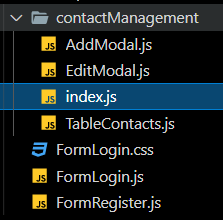 contactManagement
JS AddModal.js
JS EditModal.js
JS index.js
JS TableContacts.js
FormLogin.css
JS FormLogin.js
JS FormRegister.js